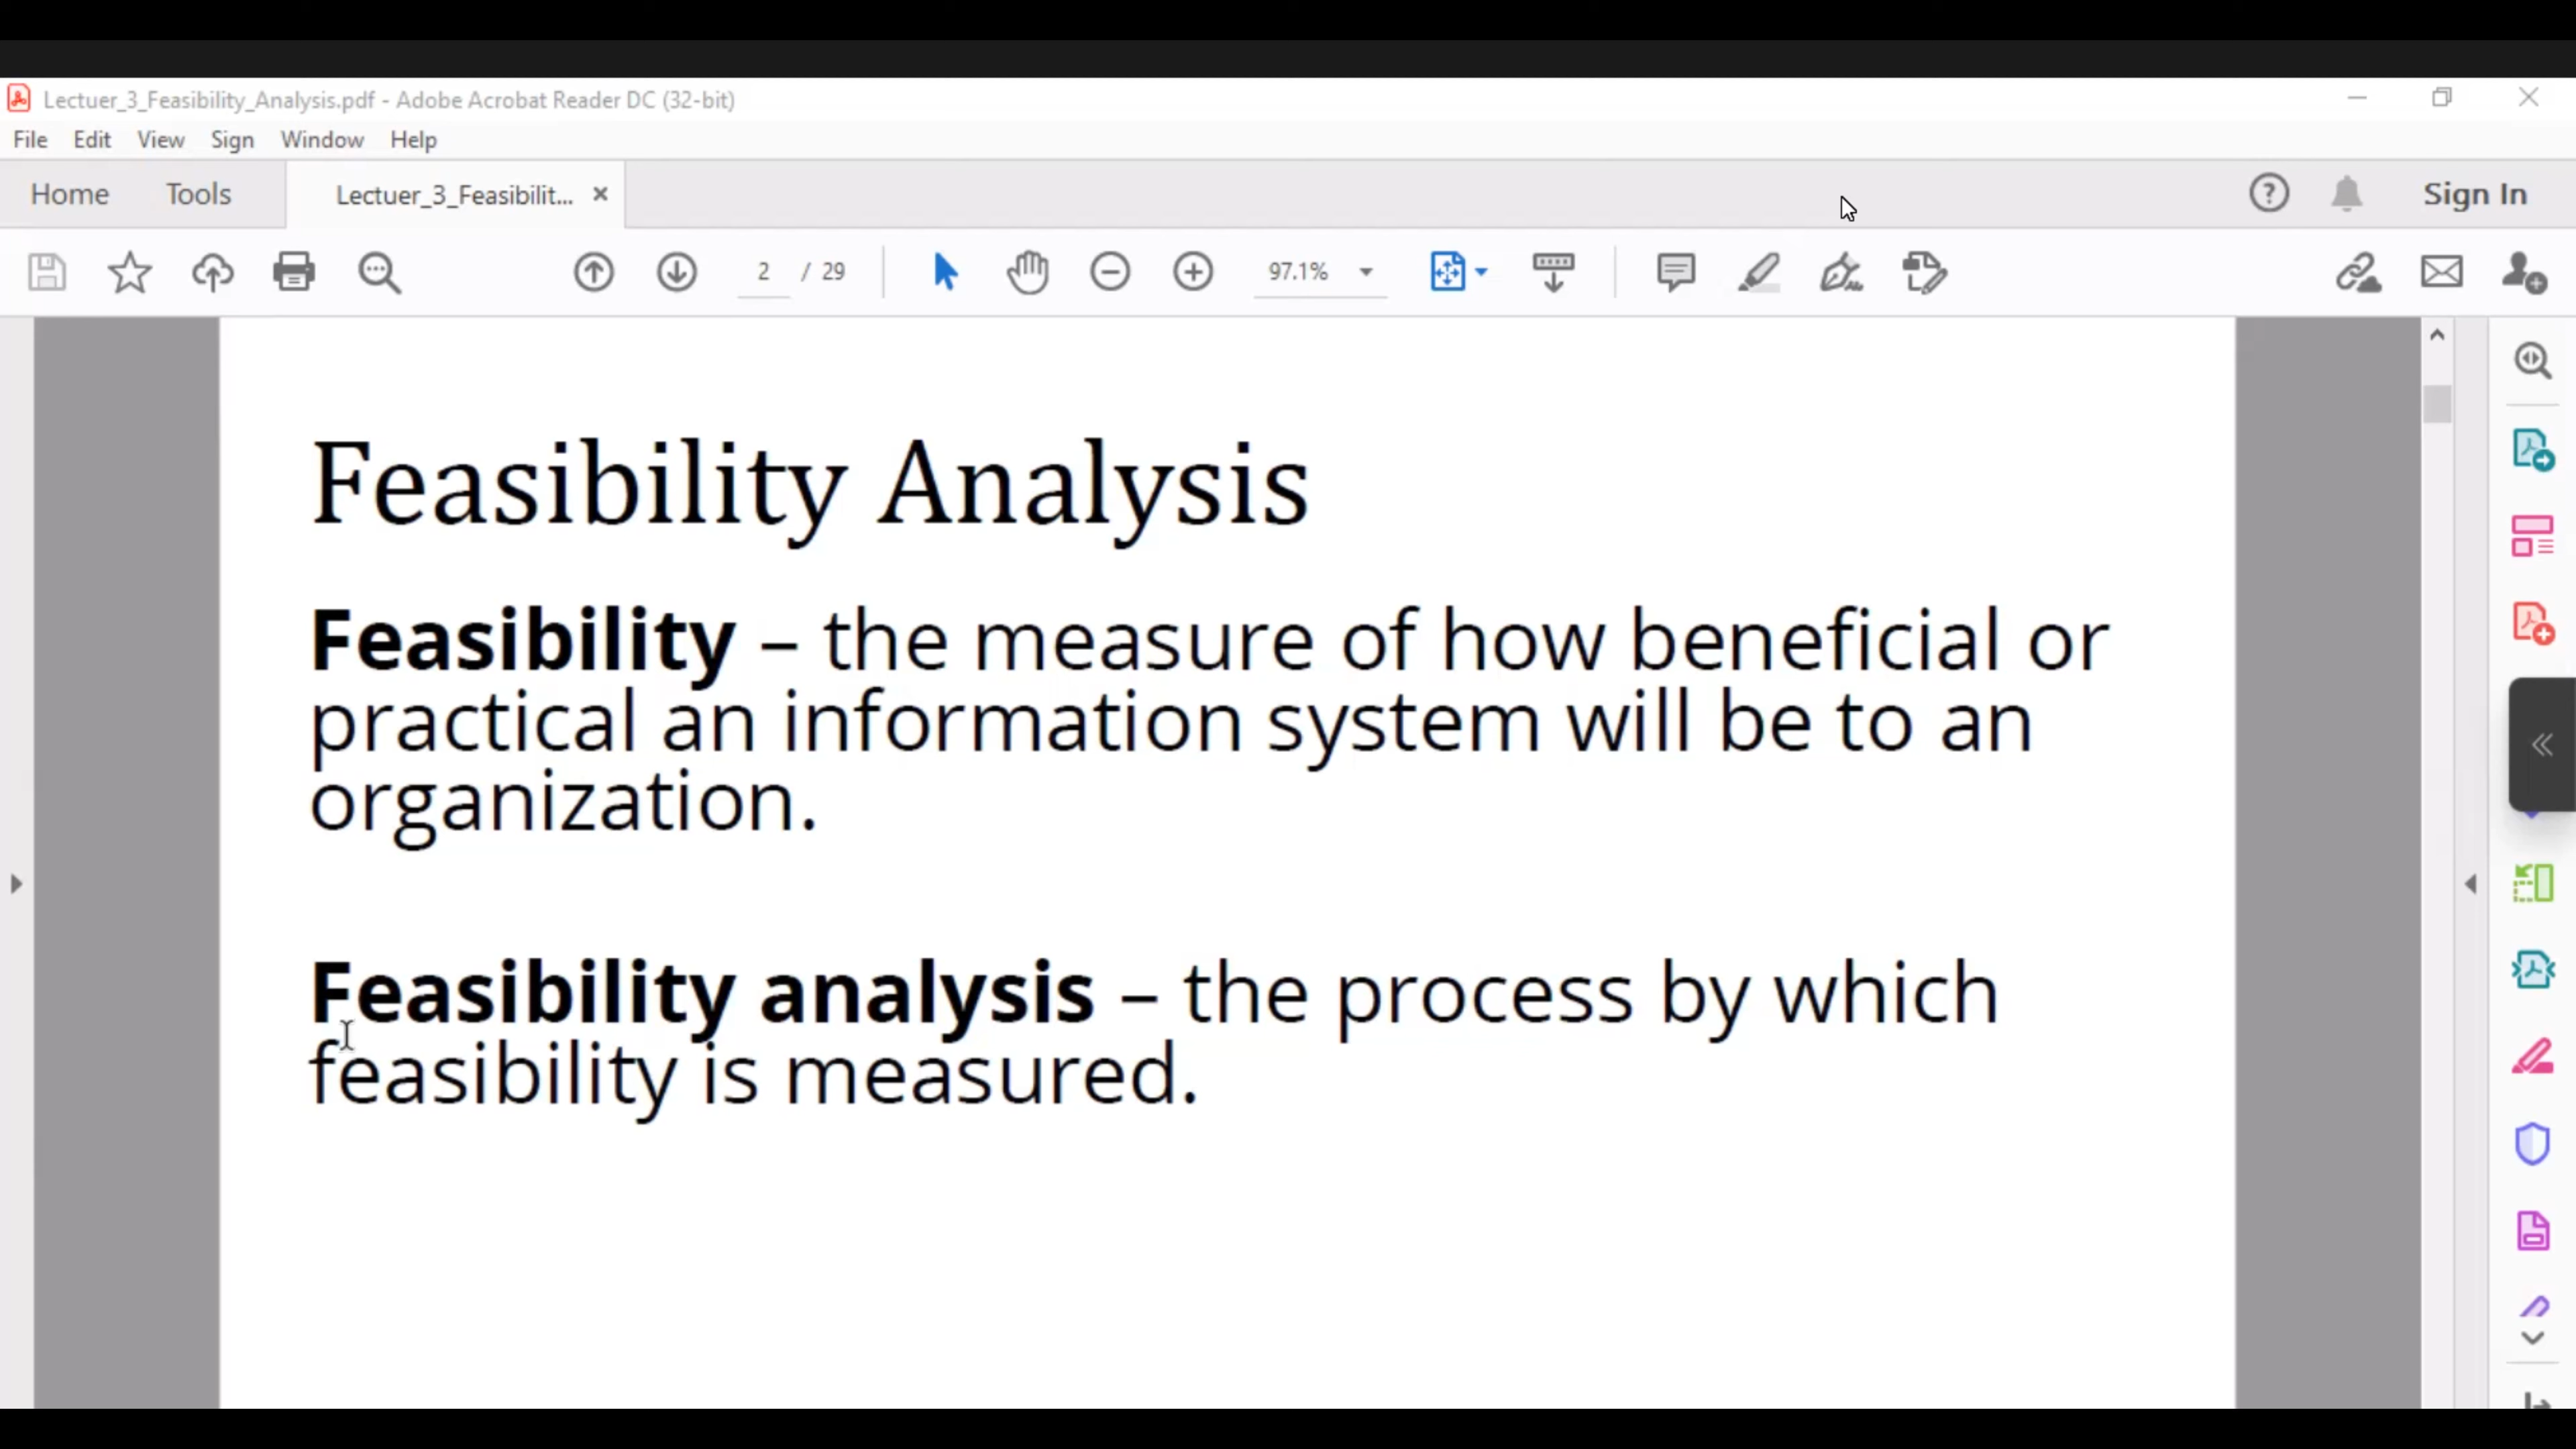 Lectuer_3_Feasibility_Analysis.pdf - Adobe Acrobat Reader DC (32-bit)
File Edit View Sign Window Help
Home Tools Lectuer_3_Feasibilit... Sign In
2 / 29 97.1%
Feasibility Analysis
Feasibility – the measure of how beneficial or
practical an information system will be to an
organization.
Feasibility analysis – the process by which
feasibility is measured.